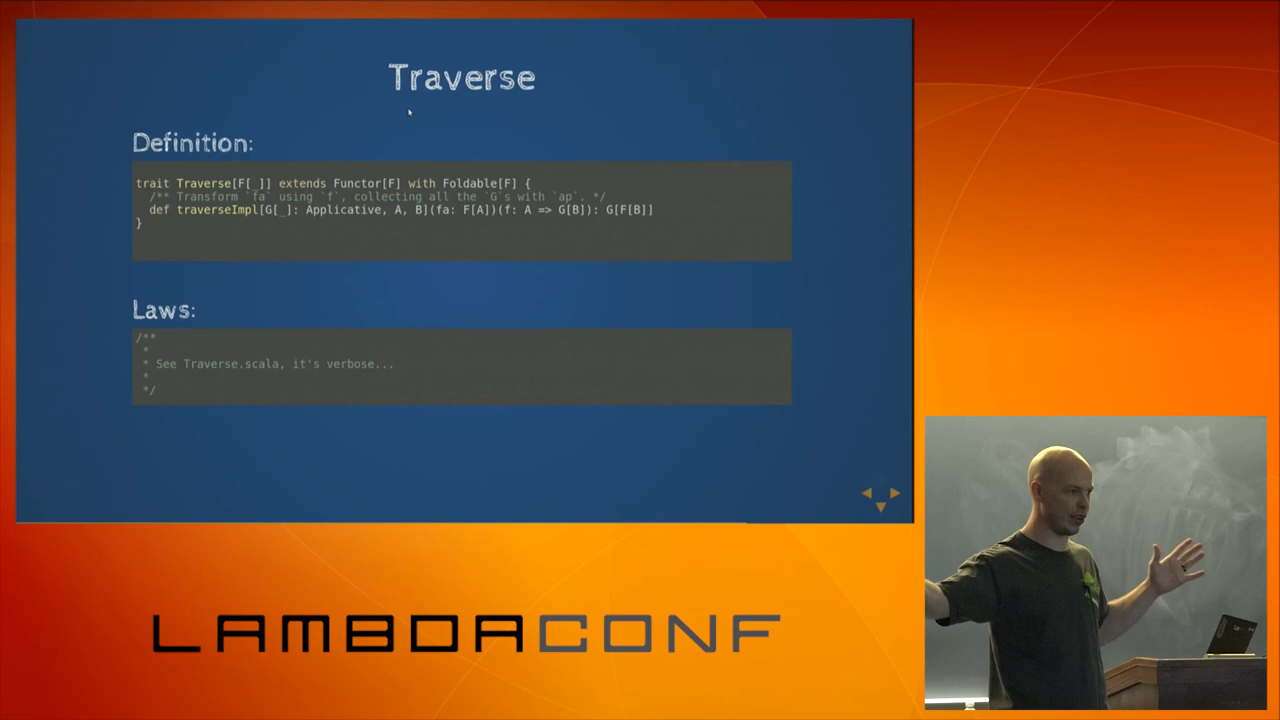 Traverse
Definition:
trait Traverse[F[_]] extends Functor[F] with Foldable[F] {
/** Transform `fa` using `f`, collecting all the `G`s with `ap`. */
def traverseImpl[G[_]: Applicative, A, B](fa: F[A])(f: A => G[B]): G[F[B]]
}
Laws:
/**
*
* See Traverse.scala, it's verbose...
*
*/
LAMBDACONF